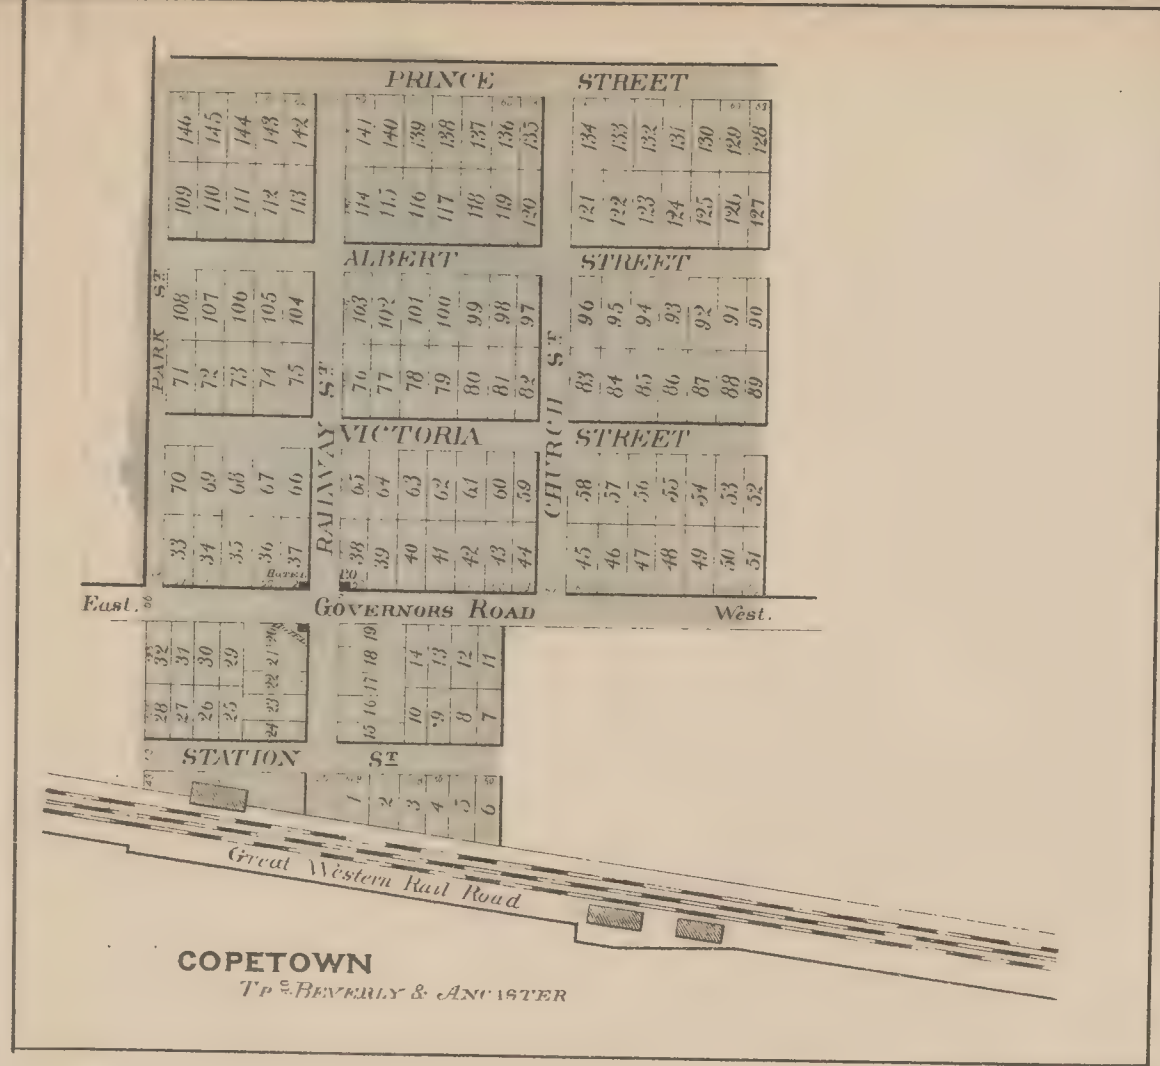 PRINCE STREET
146 145 144 143 142 141 140 139 138 137 136 135 134 133 132 131 130 129 128
109 110 111 112 113 114 115 116 117 118 119 120 121 122 123 124 125 126 127
ALBERT STREET
PARK ST
108 107 106 105 104 103 102 101 100 99 98 97 96 95 94 93 92 91 90
71 72 73 74 75 76 77 78 79 80 81 82 83 84 85 86 87 88 89
RAILWAY ST
CHURCH ST
VICTORIA STREET
70 69 68 67 66 65 64 63 62 61 60 59 58 57 56 55 54 53 52
33 34 35 36 37 38 39 40 41 42 43 44 45 46 47 48 49 50 51
HOTEL P.O
East. 66 GOVERNORS ROAD West.
32 31 30 29 21 20 19 18 17 14 13 12 11
28 27 26 25 24 23 22 15 16 10 9 8 7
STATION ST
1 2 3 4 5 6
Great Western Rail Road
COPETOWN
TPS BEVERLY & ANCASTER